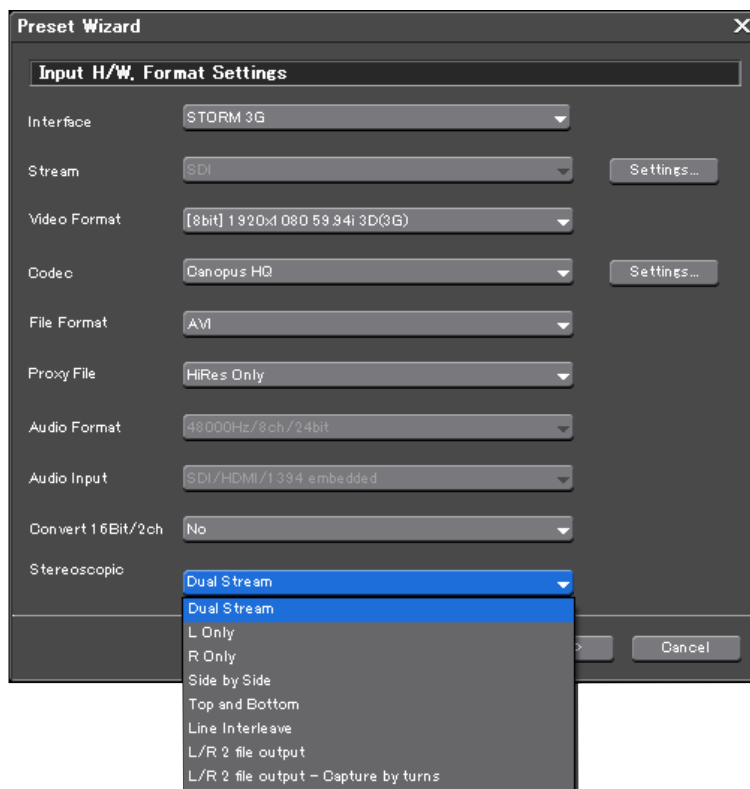 Preset Wizard X
Input H/W, Format Settings
Interface STORM 3G
Stream SDI Settings...
Video Format [8bit] 1920x1080 59.94i 3D(3G)
Codec Canopus HQ Settings...
File Format AVI
Proxy File HiRes Only
Audio Format 48000Hz/8ch/24bit
Audio Input SDI/HDMI/1394 embedded
Convert 16Bit/2ch No
Stereoscopic Dual Stream
Dual Stream
L Only
R Only > Cancel
Side by Side
Top and Bottom
Line Interleave
L/R 2 file output
L/R 2 file output - Capture by turns